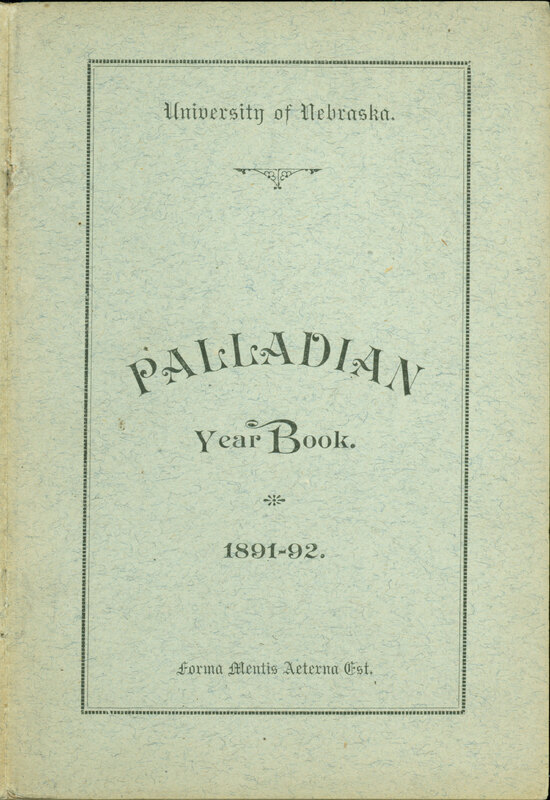 University of Nebraska.
PALLADIAN
Year Book.
1891-92.
Forma Mentis Aeterna Est.